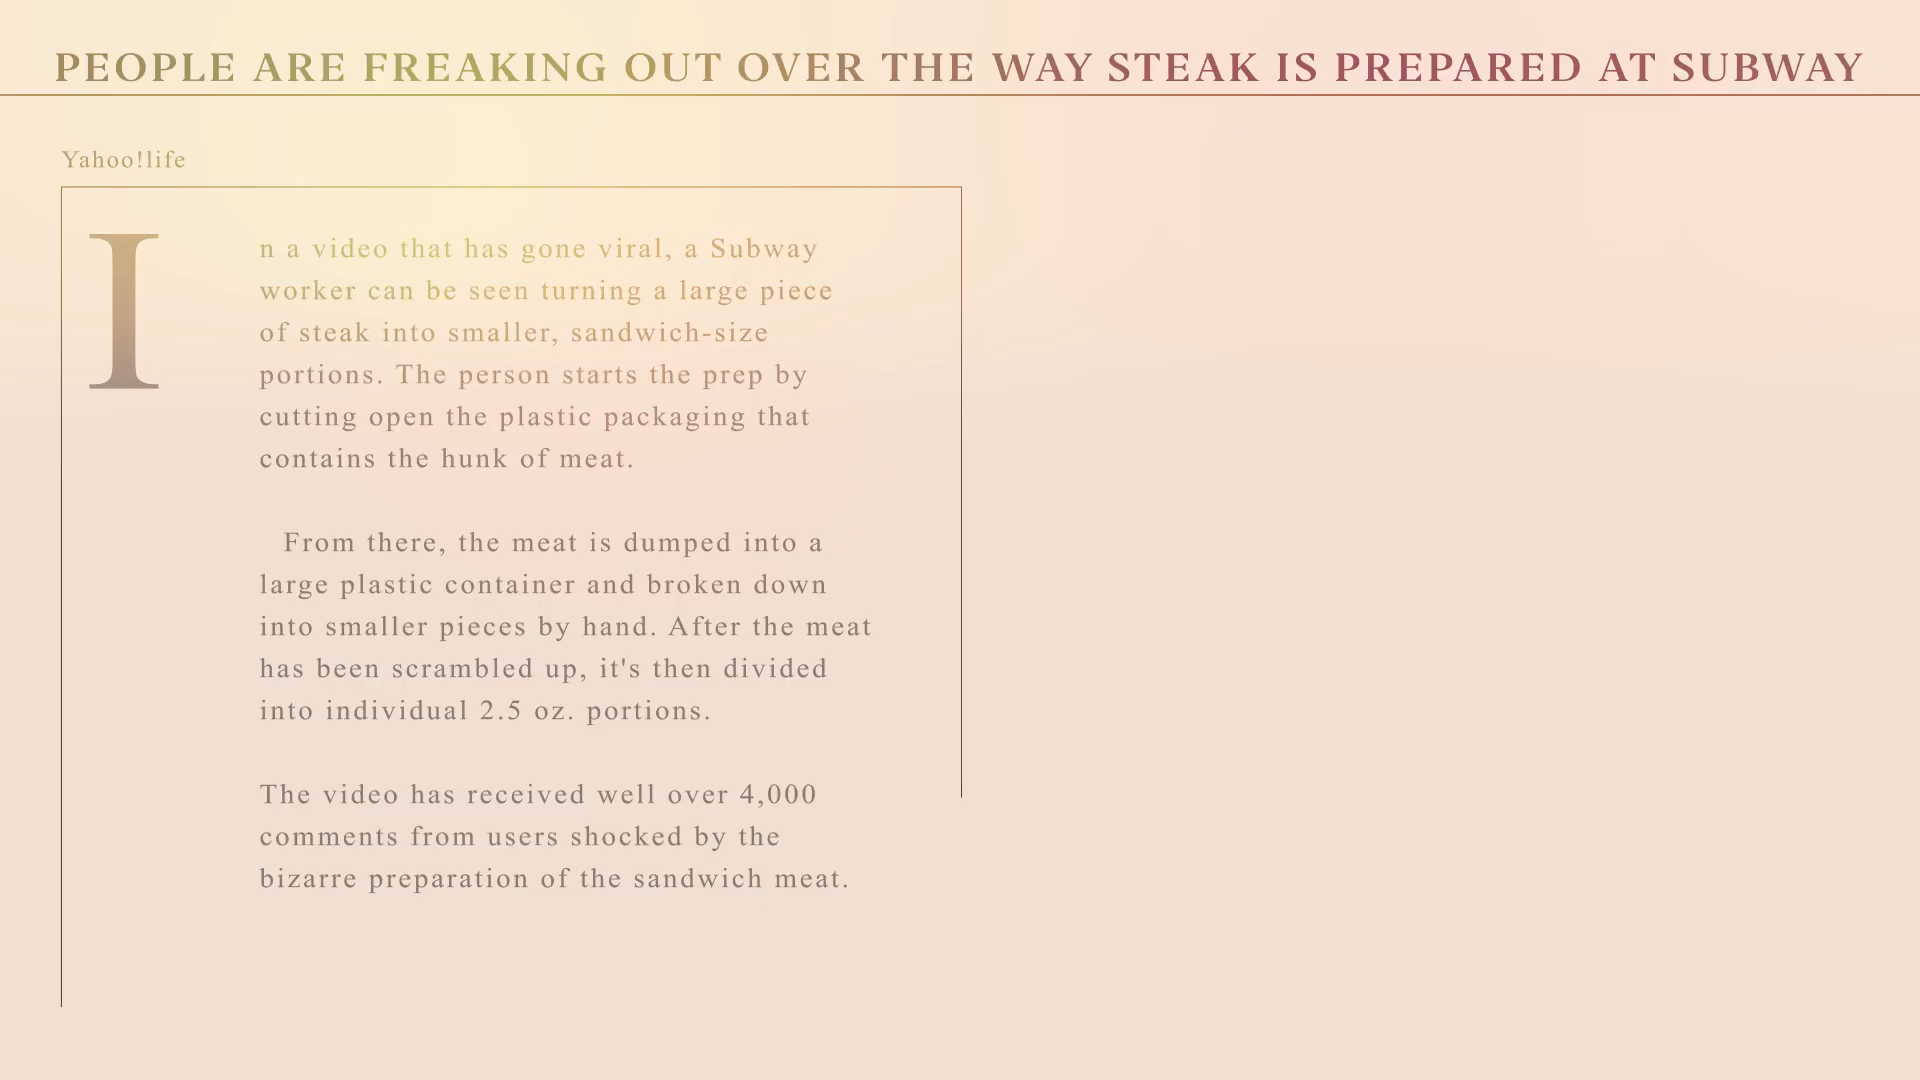 PEOPLE ARE FREAKING OUT OVER THE WAY STEAK IS PREPARED AT SUBWAY
Yahoo!life
In a video that has gone viral, a Subway
worker can be seen turning a large piece
of steak into smaller, sandwich-size
portions. The person starts the prep by
cutting open the plastic packaging that
contains the hunk of meat.
From there, the meat is dumped into a
large plastic container and broken down
into smaller pieces by hand. After the meat
has been scrambled up, it's then divided
into individual 2.5 oz. portions.
The video has received well over 4,000
comments from users shocked by the
bizarre preparation of the sandwich meat.